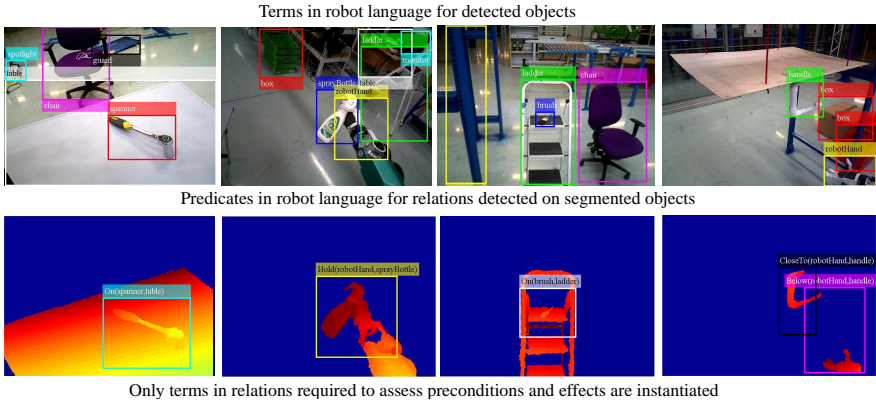 Terms in robot language for detected objects
spotlight
guard
table
chair
spanner
box
ladder
monitor
sprayBottle
table
robotHand
ladder
chair
brush
handle
box
box
robotHand
Predicates in robot language for relations detected on segmented objects
On(spanner,table)
Hold(robotHand,sprayBottle)
On(brush,ladder)
CloseTo(robotHand,handle)
Below(robotHand,handle)
Only terms in relations required to assess preconditions and effects are instantiated